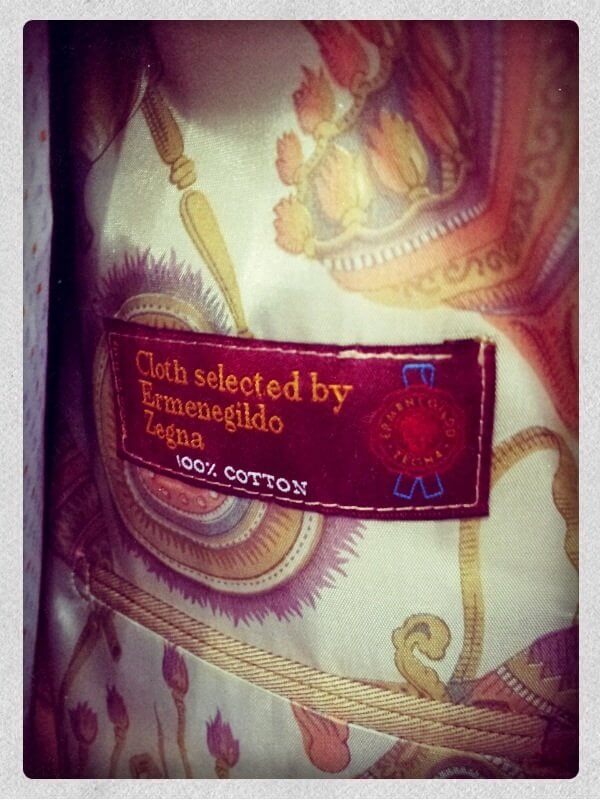 Cloth selected by
Ermenegildo
Zegna
100% COTTON
ERMENEGILDO
ZEGNA